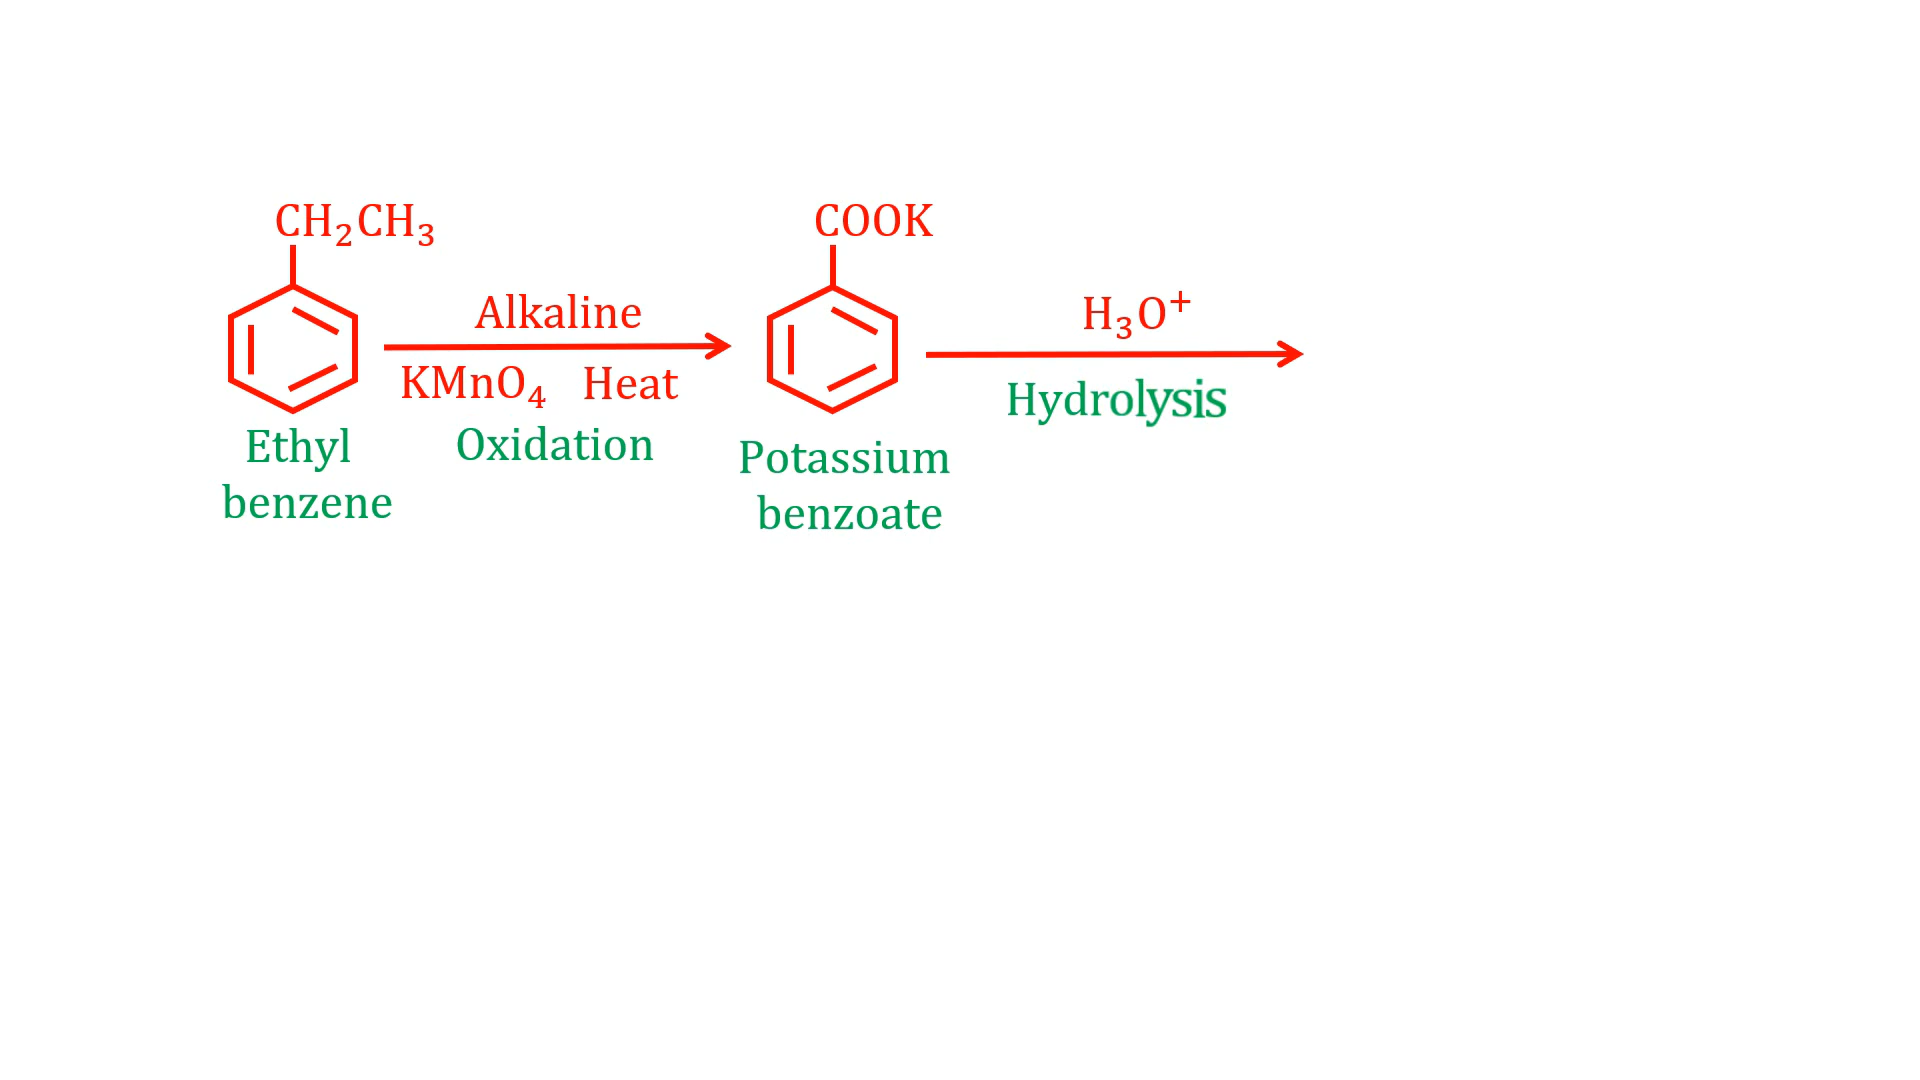 CH₂CH₃
Alkaline
KMnO₄ Heat
Oxidation
Ethyl
benzene
COOK
Potassium
benzoate
H₃O⁺
Hydrolysis